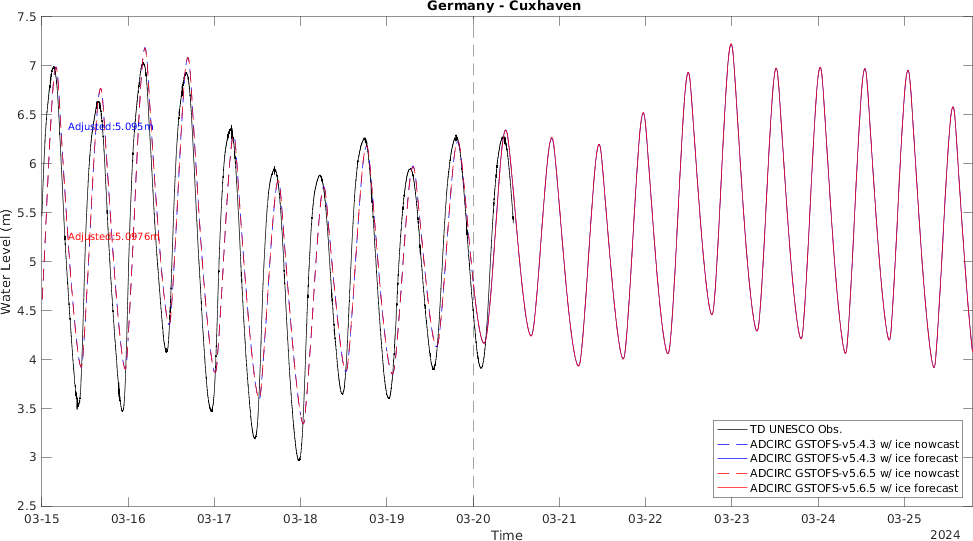 Germany - Cuxhaven
7.5
7
6.5
6
5.5
5
4.5
4
3.5
3
2.5
Water Level (m)
Adjusted:5.095m
Adjusted:5.0976m
TD UNESCO Obs.
ADCIRC GSTOFS-v5.4.3 w/ ice nowcast
ADCIRC GSTOFS-v5.4.3 w/ ice forecast
ADCIRC GSTOFS-v5.6.5 w/ ice nowcast
ADCIRC GSTOFS-v5.6.5 w/ ice forecast
03-15 03-16 03-17 03-18 03-19 03-20 03-21 03-22 03-23 03-24 03-25
Time
2024